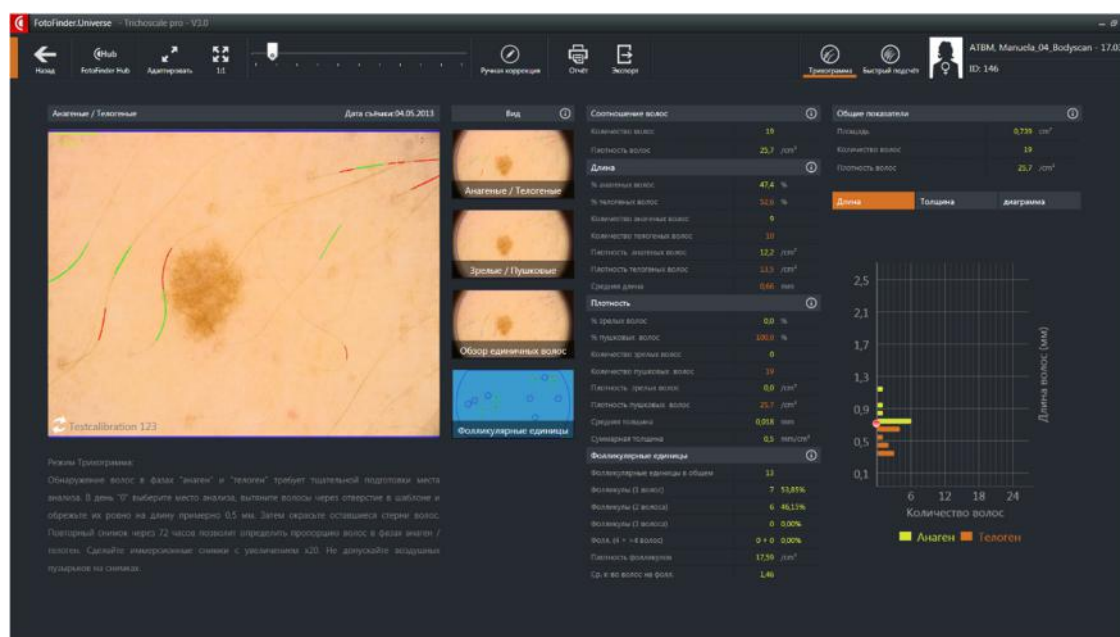 FotoFinder.Universe - Trichoscale pro - V3.0
Назад
Hub
FotoFinder Hub
Адаптировать
1:1
Ручная коррекция
Отчёт
Экспорт
Трихограмма
Быстрый подсчёт
ATBM, Manuela_04_Bodyscan - 17.03
ID: 146
Анагеные / Телогеные
Дата съёмки:04.05.2013
Testcalibration 123
Режим Трихограмма:
Обнаружение волос в фазах "анаген" и "телоген" требует тщательной подготовки места
анализа. В день "0" выберите место анализа, вытяните волосы через отверстие в шаблоне и
обрежьте их ровно на длину примерно 0,5 мм. Затем окрасьте оставшиеся стержни волос.
Повторный снимок через 72 часов позволит определить пропорцию волос в фазах анаген /
телоген. Сделайте иммерсионные снимки с увеличением x20. Не допускайте воздушных
пузырьков на снимках.
Вид
Анагеные / Телогеные
Зрелые / Пушковые
Обзор единичных волос
Фолликулярные единицы
Соотношение волос
Количество волос 19
Плотность волос 25,7 /cm²
Длина
% анагеных волос 47,4 %
% телогеных волос 52,6 %
Количество анагеных волос 9
Количество телогеных волос 10
Плотность анагеных волос 12,2 /cm²
Плотность телогеных волос 13,5 /cm²
Средняя длина 0,66 mm
Плотность
% зрелых волос 0,0 %
% пушковых волос 100,0 %
Количество зрелых волос 0
Количество пушковых волос 19
Плотность зрелых волос 0,0 /cm²
Плотность пушковых волос 25,7 /cm²
Средняя толщина 0,018 mm
Суммарная толщина 0,5 mm/cm²
Фолликулярные единицы
Фолликулярные единицы в общем 13
Фолликулы (1 волос) 7 53,85%
Фолликулы (2 волоса) 6 46,15%
Фолликулы (3 волоса) 0 0,00%
Фолл. (4 + >4 волос) 0 + 0 0,00%
Плотность фолликулов 17,59 /cm²
Ср. к-во волос на фолл. 1,46
Общие показатели
Площадь 0,739 cm²
Количество волос 19
Плотность волос 25,7 /cm²
Длина
Толщина
диаграмма
2,5
2,1
1,7
1,3
0,9
0,5
0,1
Длина волос (мм)
6 12 18 24
Количество волос
Анаген Телоген